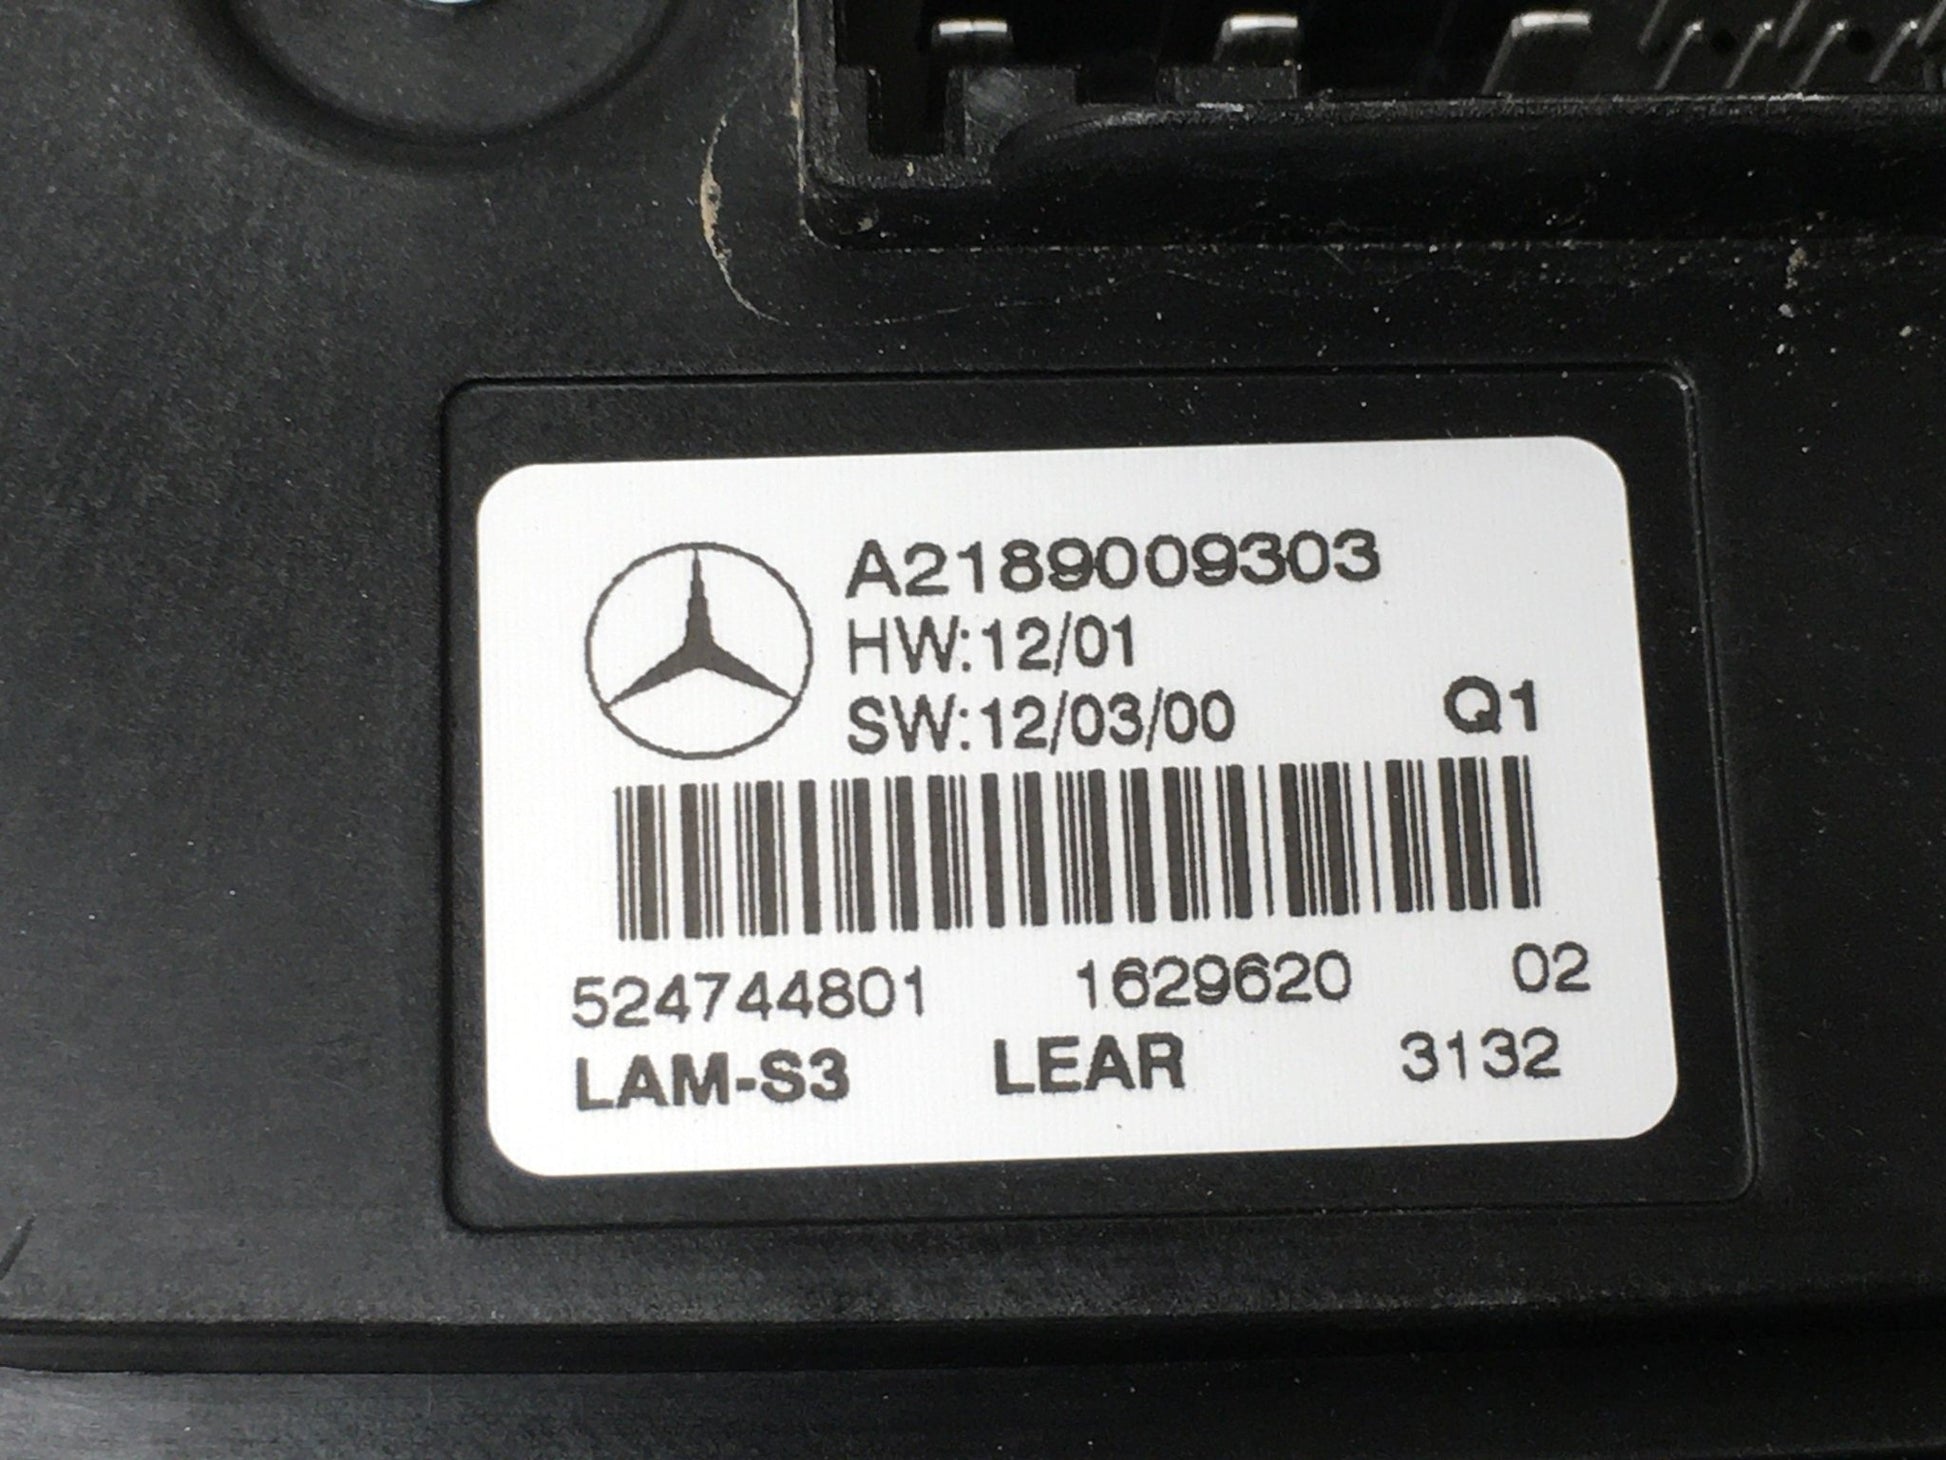 A2189009303
HW:12/01
SW:12/03/00 Q1
524744801 1629620 02
LAM-S3 LEAR 3132